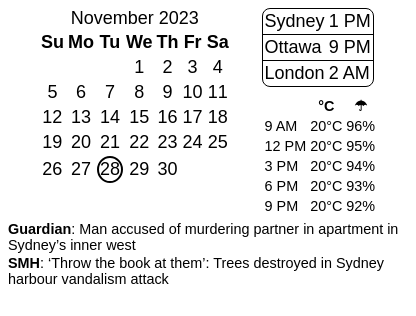 November 2023
Su Mo Tu We Th Fr Sa
1 2 3 4
5 6 7 8 9 10 11
12 13 14 15 16 17 18
19 20 21 22 23 24 25
26 27 28 29 30
Sydney 1 PM
Ottawa 9 PM
London 2 AM
°C ☂
9 AM 20°C 96%
12 PM 20°C 95%
3 PM 20°C 94%
6 PM 20°C 93%
9 PM 20°C 92%
Guardian: Man accused of murdering partner in apartment in
Sydney’s inner west
SMH: ‘Throw the book at them’: Trees destroyed in Sydney
harbour vandalism attack